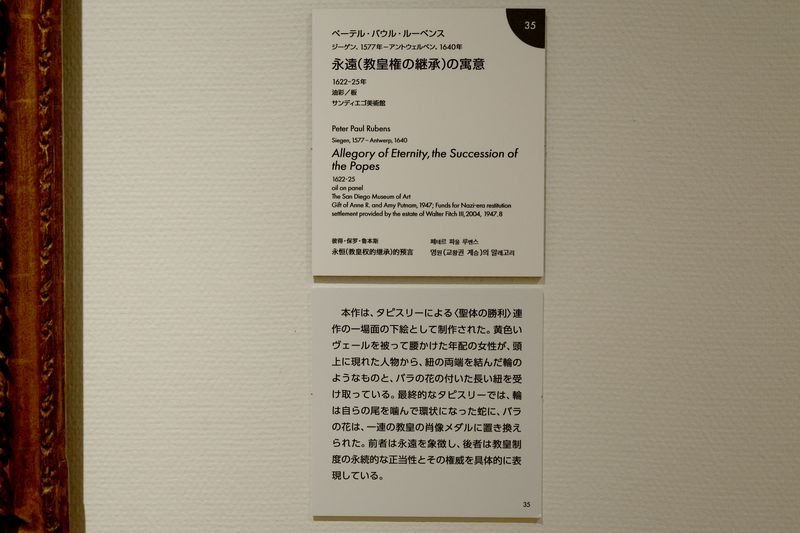 35
ペーテル・パウル・ルーベンス
ジーゲン、1577年－アントウェルペン、1640年
永遠(教皇権の継承)の寓意
1622-25年
油彩／板
サンディエゴ美術館
Peter Paul Rubens
Siegen, 1577 – Antwerp, 1640
Allegory of Eternity, the Succession of
the Popes
1622-25
oil on panel
The San Diego Museum of Art
Gift of Anne R. and Amy Putnam, 1947; Funds for Nazi-era restitution
settlement provided by the estate of Walter Fitch III, 2004, 1947.8
彼得・保罗・鲁本斯
永恒(教皇权的继承)的预言
페테르 파울 루벤스
영원(교황권 계승)의 알레고리
本作は、タピスリーによる〈聖体の勝利〉連
作の一場面の下絵として制作された。黄色い
ヴェールを被って腰かけた年配の女性が、頭
上に現れた人物から、紐の両端を結んだ輪の
ようなものと、バラの花の付いた長い紐を受
け取っている。最終的なタピスリーでは、輪
は自らの尾を噛んで環状になった蛇に、バラ
の花は、一連の教皇の肖像メダルに置き換え
られた。前者は永遠を象徴し、後者は教皇制
度の永続的な正当性とその権威を具体的に表
現している。
35